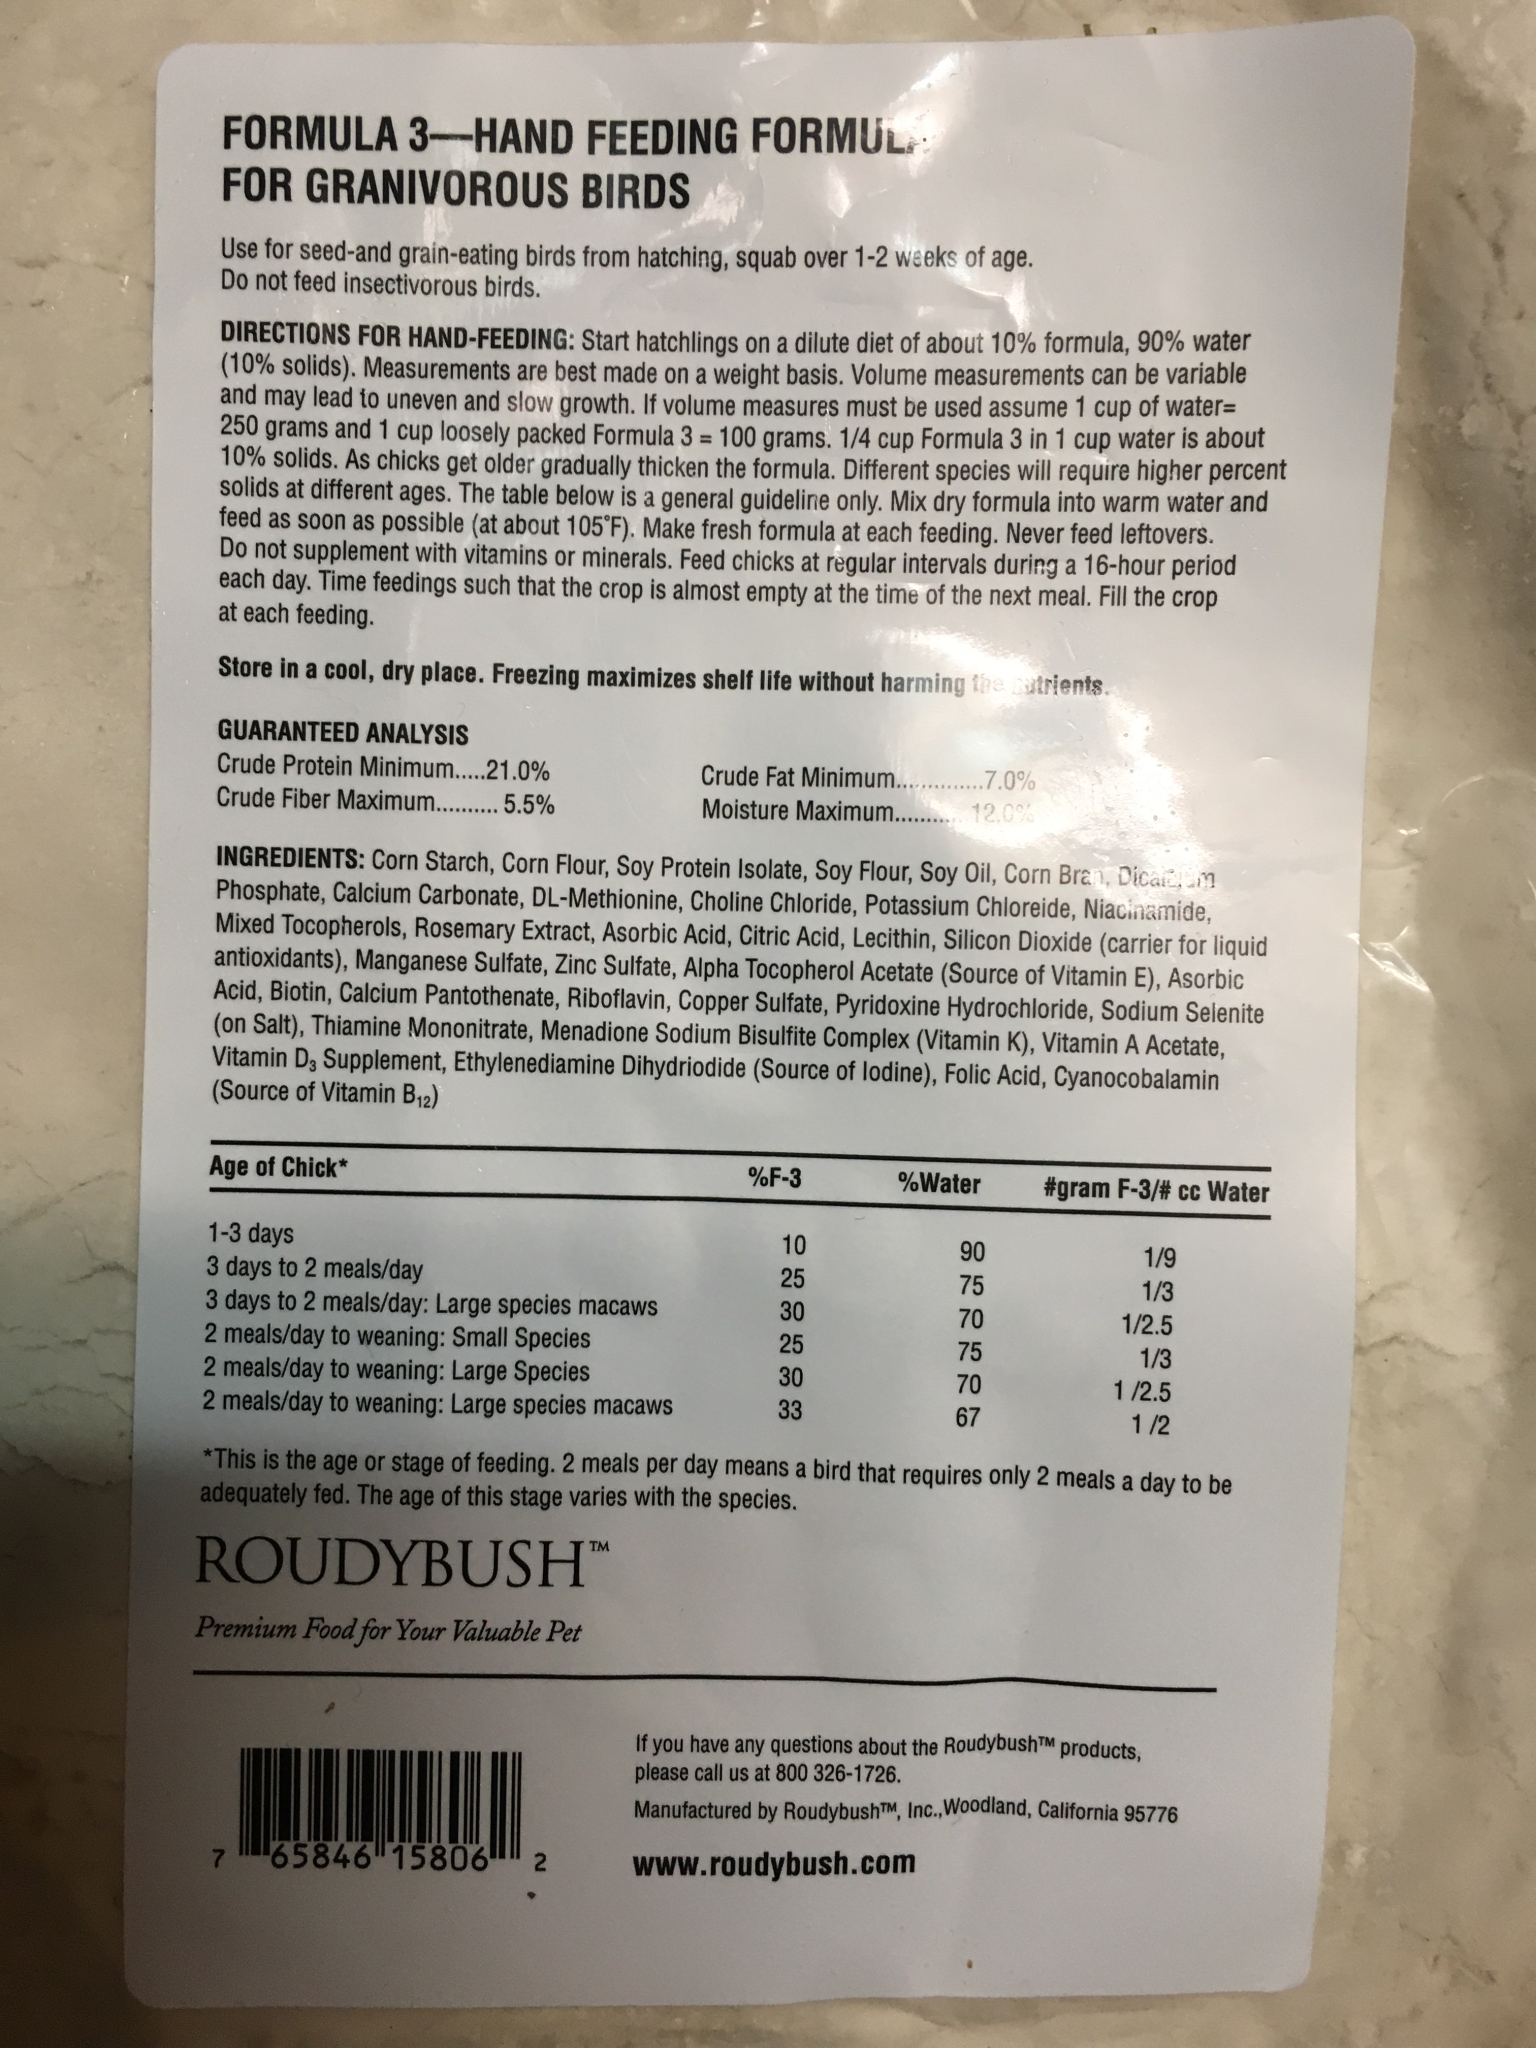 FORMULA 3—HAND FEEDING FORMULA
FOR GRANIVOROUS BIRDS
Use for seed-and grain-eating birds from hatching, squab over 1-2 weeks of age.
Do not feed insectivorous birds.
DIRECTIONS FOR HAND-FEEDING: Start hatchlings on a dilute diet of about 10% formula, 90% water
(10% solids). Measurements are best made on a weight basis. Volume measurements can be variable
and may lead to uneven and slow growth. If volume measures must be used assume 1 cup of water=
250 grams and 1 cup loosely packed Formula 3 = 100 grams. 1/4 cup Formula 3 in 1 cup water is about
10% solids. As chicks get older gradually thicken the formula. Different species will require higher percent
solids at different ages. The table below is a general guideline only. Mix dry formula into warm water and
feed as soon as possible (at about 105°F). Make fresh formula at each feeding. Never feed leftovers.
Do not supplement with vitamins or minerals. Feed chicks at regular intervals during a 16-hour period
each day. Time feedings such that the crop is almost empty at the time of the next meal. Fill the crop
at each feeding.
Store in a cool, dry place. Freezing maximizes shelf life without harming the nutrients.
GUARANTEED ANALYSIS
Crude Protein Minimum.....21.0% Crude Fat Minimum..............7.0%
Crude Fiber Maximum.......... 5.5% Moisture Maximum.......... 12.0%
INGREDIENTS: Corn Starch, Corn Flour, Soy Protein Isolate, Soy Flour, Soy Oil, Corn Bran, Dicalcium
Phosphate, Calcium Carbonate, DL-Methionine, Choline Chloride, Potassium Chloreide, Niacinamide,
Mixed Tocopherols, Rosemary Extract, Asorbic Acid, Citric Acid, Lecithin, Silicon Dioxide (carrier for liquid
antioxidants), Manganese Sulfate, Zinc Sulfate, Alpha Tocopherol Acetate (Source of Vitamin E), Asorbic
Acid, Biotin, Calcium Pantothenate, Riboflavin, Copper Sulfate, Pyridoxine Hydrochloride, Sodium Selenite
(on Salt), Thiamine Mononitrate, Menadione Sodium Bisulfite Complex (Vitamin K), Vitamin A Acetate,
Vitamin D₃ Supplement, Ethylenediamine Dihydriodide (Source of Iodine), Folic Acid, Cyanocobalamin
(Source of Vitamin B₁₂)
Age of Chick* %F-3 %Water #gram F-3/# cc Water
1-3 days 10 90 1/9
3 days to 2 meals/day 25 75 1/3
3 days to 2 meals/day: Large species macaws 30 70 1/2.5
2 meals/day to weaning: Small Species 25 75 1/3
2 meals/day to weaning: Large Species 30 70 1 /2.5
2 meals/day to weaning: Large species macaws 33 67 1 /2
*This is the age or stage of feeding. 2 meals per day means a bird that requires only 2 meals a day to be
adequately fed. The age of this stage varies with the species.
ROUDYBUSH™
Premium Food for Your Valuable Pet
If you have any questions about the Roudybush™ products,
please call us at 800 326-1726.
Manufactured by Roudybush™, Inc.,Woodland, California 95776
www.roudybush.com
7 65846 15806 2